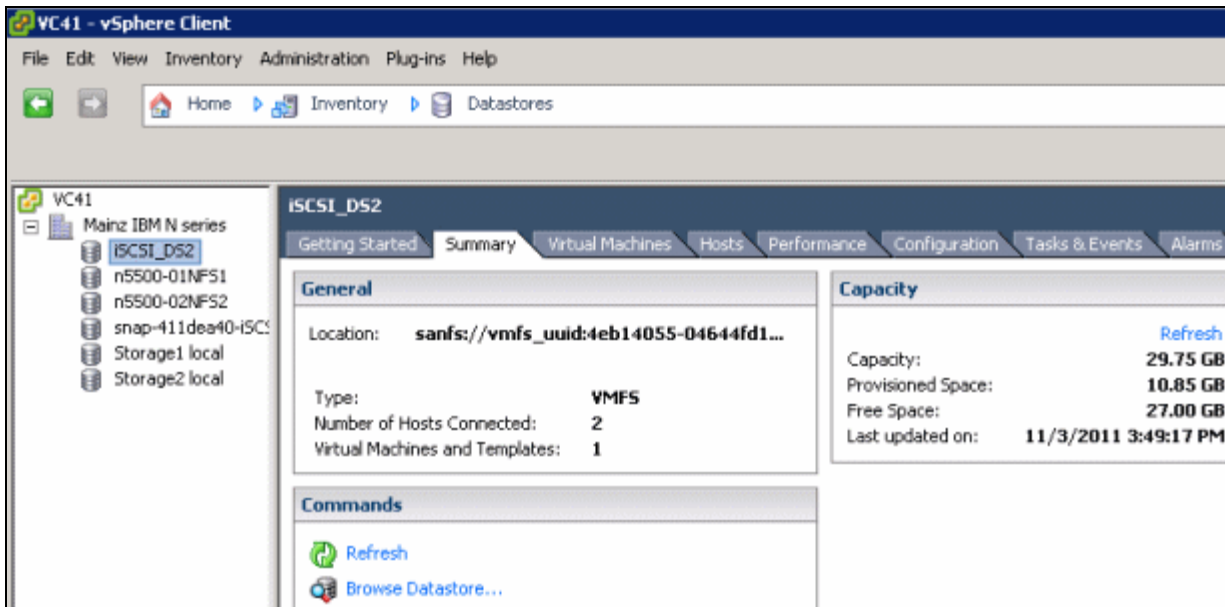 VC41 - vSphere Client
File Edit View Inventory Administration Plug-ins Help
Home Inventory Datastores
VC41
Mainz IBM N series
iSCSI_DS2
n5500-01NFS1
n5500-02NFS2
snap-411dea40-iSCS
Storage1 local
Storage2 local
iSCSI_DS2
Getting Started Summary Virtual Machines Hosts Performance Configuration Tasks & Events Alarms
General
Location: sanfs://vmfs_uuid:4eb14055-04644fd1...
Type: VMFS
Number of Hosts Connected: 2
Virtual Machines and Templates: 1
Commands
Refresh
Browse Datastore...
Capacity
Refresh
Capacity: 29.75 GB
Provisioned Space: 10.85 GB
Free Space: 27.00 GB
Last updated on: 11/3/2011 3:49:17 PM